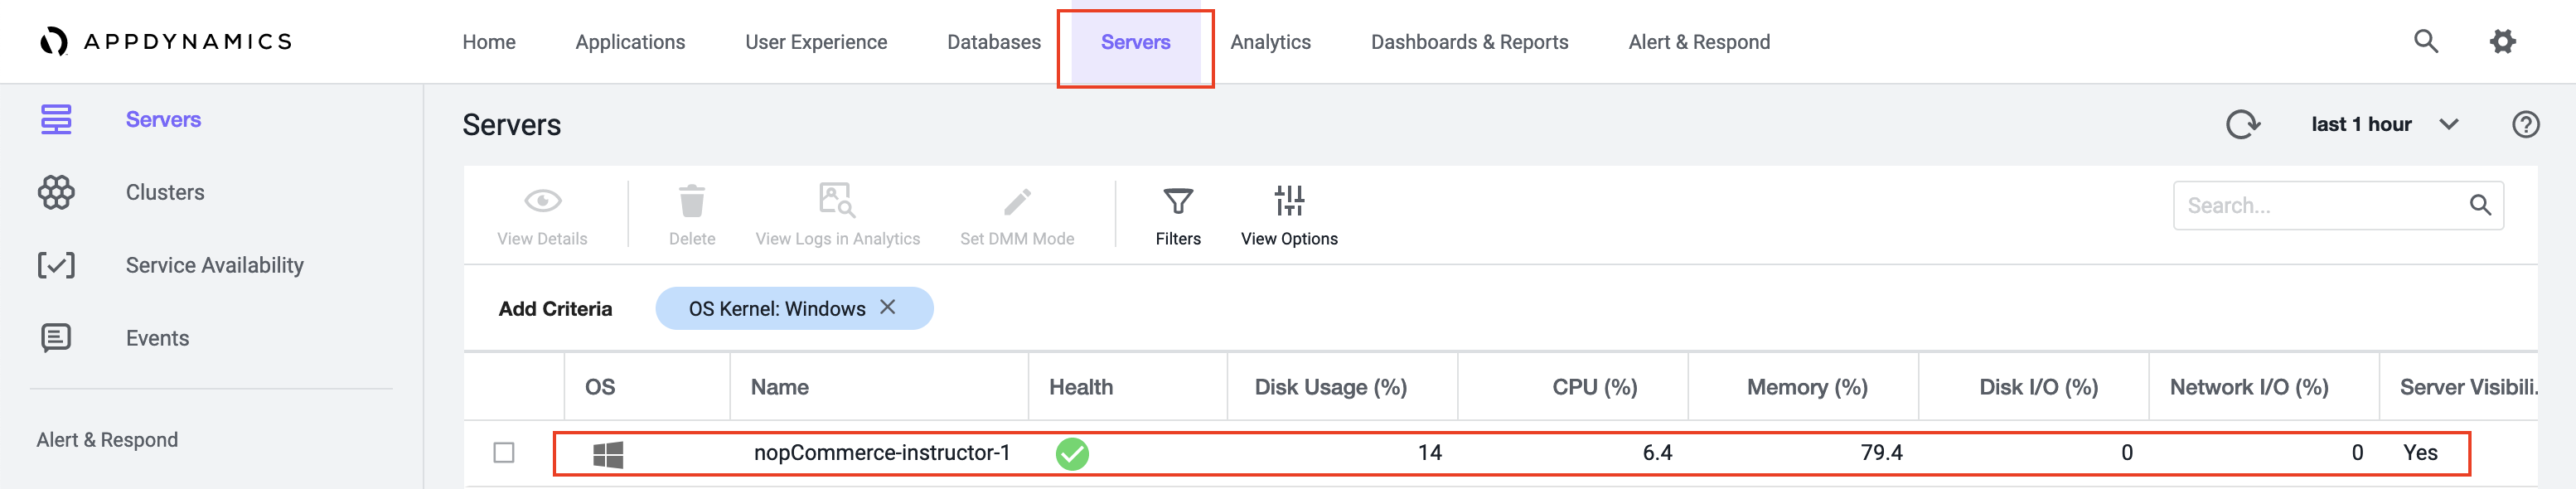 APPDYNAMICS
Home Applications User Experience Databases Servers Analytics Dashboards & Reports Alert & Respond
Servers
Clusters
Service Availability
Events
Alert & Respond
Servers
last 1 hour
View Details Delete View Logs in Analytics Set DMM Mode Filters View Options
Search...
Add Criteria OS Kernel: Windows
OS Name Health Disk Usage (%) CPU (%) Memory (%) Disk I/O (%) Network I/O (%) Server Visibili.
nopCommerce-instructor-1 14 6.4 79.4 0 0 Yes